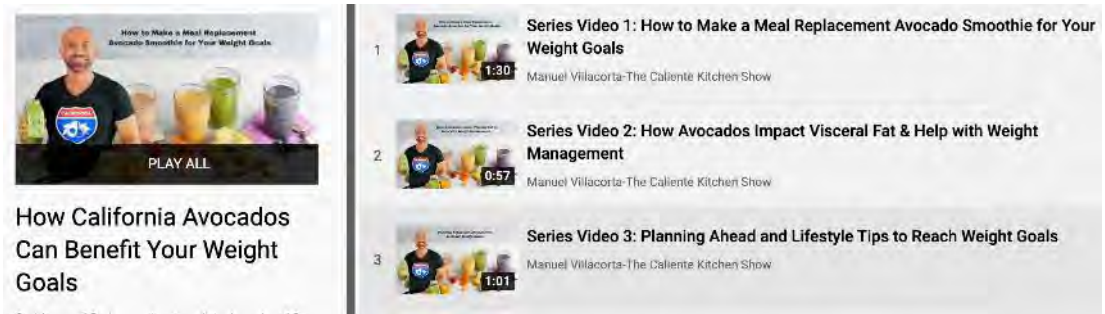 How to Make a Meal Replacement
Avocado Smoothie for Your Weight Goals
CALIFORNIA
PLAY ALL
How California Avocados
Can Benefit Your Weight
Goals
1
1:30
Series Video 1: How to Make a Meal Replacement Avocado Smoothie for Your
Weight Goals
Manuel Villacorta-The Caliente Kitchen Show
2
0:57
Series Video 2: How Avocados Impact Visceral Fat & Help with Weight
Management
Manuel Villacorta-The Caliente Kitchen Show
3
1:01
Series Video 3: Planning Ahead and Lifestyle Tips to Reach Weight Goals
Manuel Villacorta-The Caliente Kitchen Show